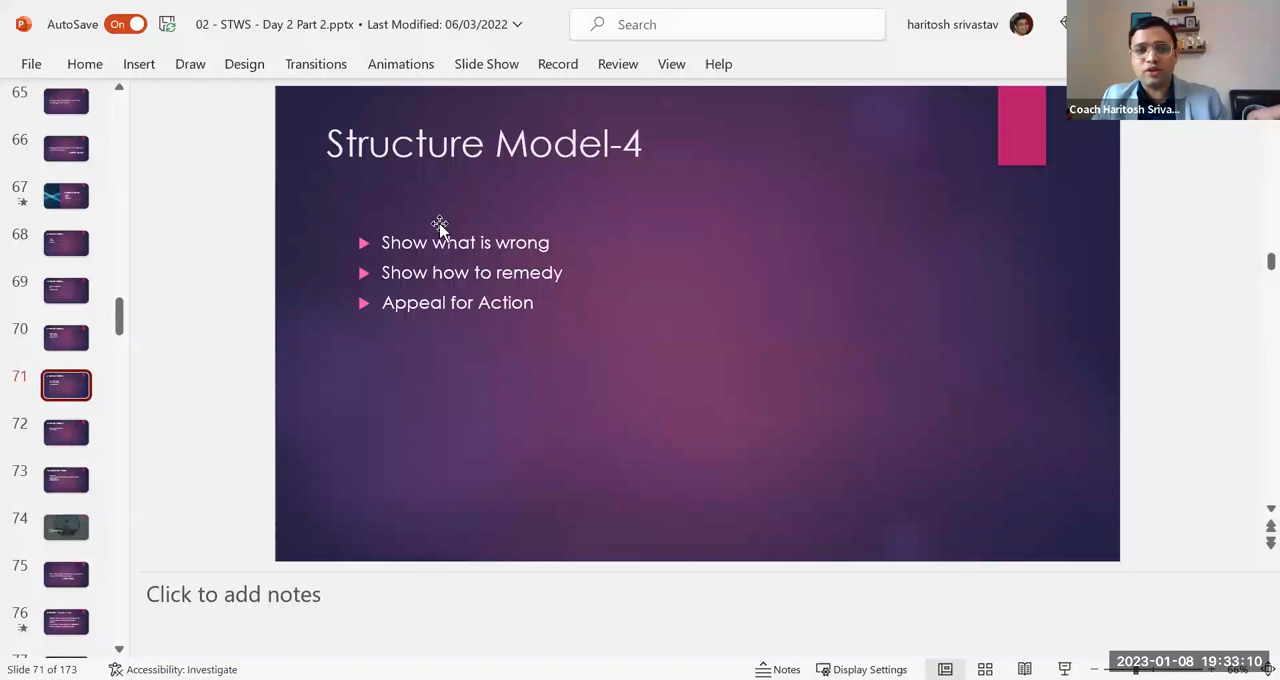 AutoSave On 02 - STWS - Day 2 Part 2.pptx • Last Modified: 06/03/2022 Search haritosh srivastav
File Home Insert Draw Design Transitions Animations Slide Show Record Review View Help
Coach Haritosh Sriva...
65
66
67
68
69
70
71
72
73
74
75
76
Structure Model-4
Show what is wrong
Show how to remedy
Appeal for Action
Click to add notes
Slide 71 of 173 Accessibility: Investigate Notes Display Settings
2023-01-08 19:33:10